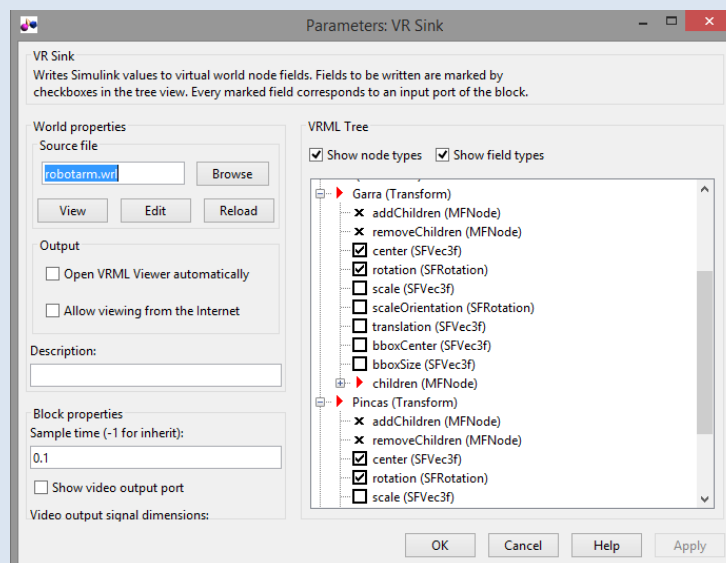 Parameters: VR Sink
VR Sink
Writes Simulink values to virtual world node fields. Fields to be written are marked by
checkboxes in the tree view. Every marked field corresponds to an input port of the block.
World properties
Source file
robotarm.wrl
Browse
View
Edit
Reload
Output
Open VRML Viewer automatically
Allow viewing from the Internet
Description:
Block properties
Sample time (-1 for inherit):
0.1
Show video output port
Video output signal dimensions:
VRML Tree
Show node types
Show field types
Garra (Transform)
addChildren (MFNode)
removeChildren (MFNode)
center (SFVec3f)
rotation (SFRotation)
scale (SFVec3f)
scaleOrientation (SFRotation)
translation (SFVec3f)
bboxCenter (SFVec3f)
bboxSize (SFVec3f)
children (MFNode)
Pincas (Transform)
addChildren (MFNode)
removeChildren (MFNode)
center (SFVec3f)
rotation (SFRotation)
scale (SFVec3f)
OK
Cancel
Help
Apply